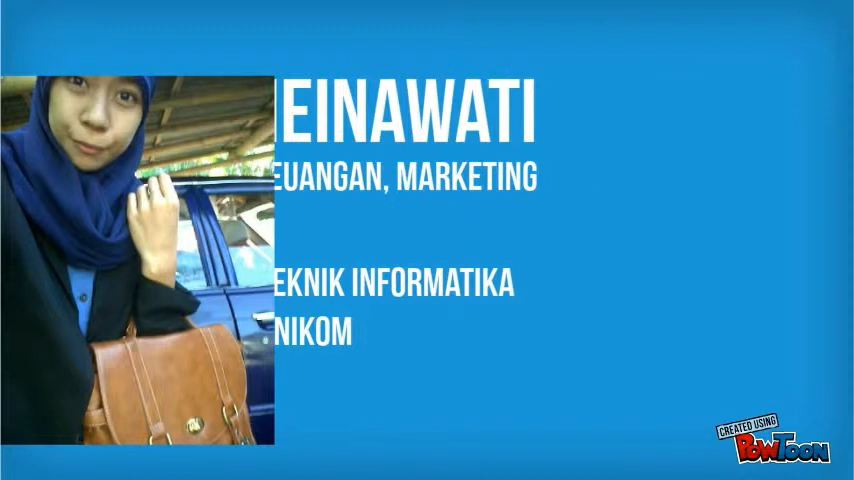 EINAWATI
EUANGAN, MARKETING
EKNIK INFORMATIKA
NIKOM
CREATED USING
POWTOON